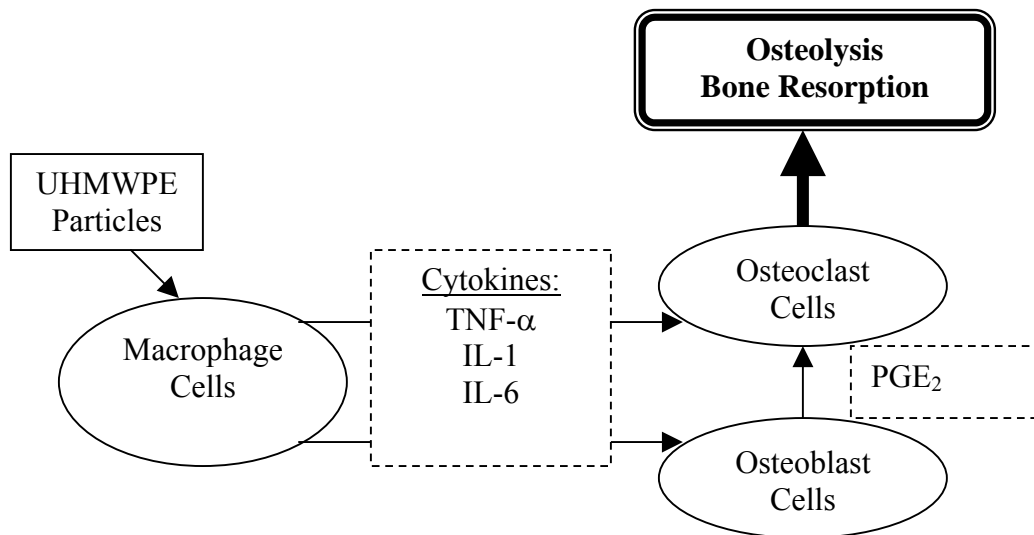 Osteolysis
Bone Resorption
UHMWPE
Particles
Cytokines:
TNF-α
IL-1
IL-6
Osteoclast
Cells
Macrophage
Cells
PGE₂
Osteoblast
Cells